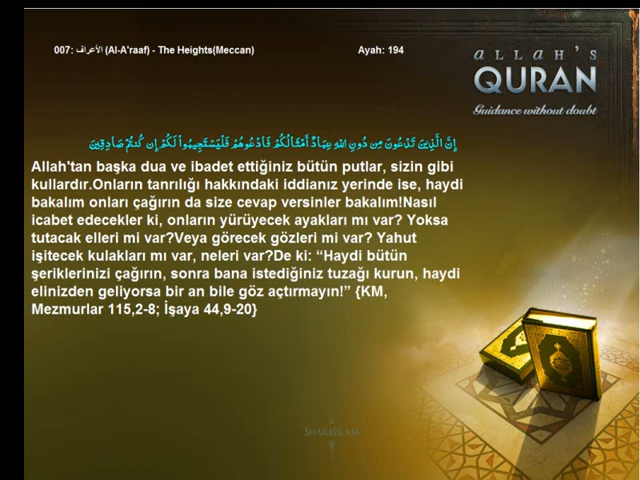 007: الأعراف (Al-A'raaf) - The Heights(Meccan) Ayah: 194
ALLAH'S
QURAN
Guidance without doubt
إِنَّ الَّذِينَ تَدْعُونَ مِن دُونِ اللّهِ عِبَادٌ أَمْثَالُكُمْ فَادْعُوهُمْ فَلْيَسْتَجِيبُواْ لَكُمْ إِن كُنتُمْ صَادِقِينَ
Allah'tan başka dua ve ibadet ettiğiniz bütün putlar, sizin gibi
kullardır.Onların tanrılığı hakkındaki iddianız yerinde ise, haydi
bakalım onları çağırın da size cevap versinler bakalım!Nasıl
icabet edecekler ki, onların yürüyecek ayakları mı var? Yoksa
tutacak elleri mi var?Veya görecek gözleri mi var? Yahut
işitecek kulakları mı var, neleri var?De ki: “Haydi bütün
şeriklerinizi çağırın, sonra bana istediğiniz tuzağı kurun, haydi
elinizden geliyorsa bir an bile göz açtırmayın!” {KM,
Mezmurlar 115,2-8; İşaya 44,9-20}
SHAREISLAM